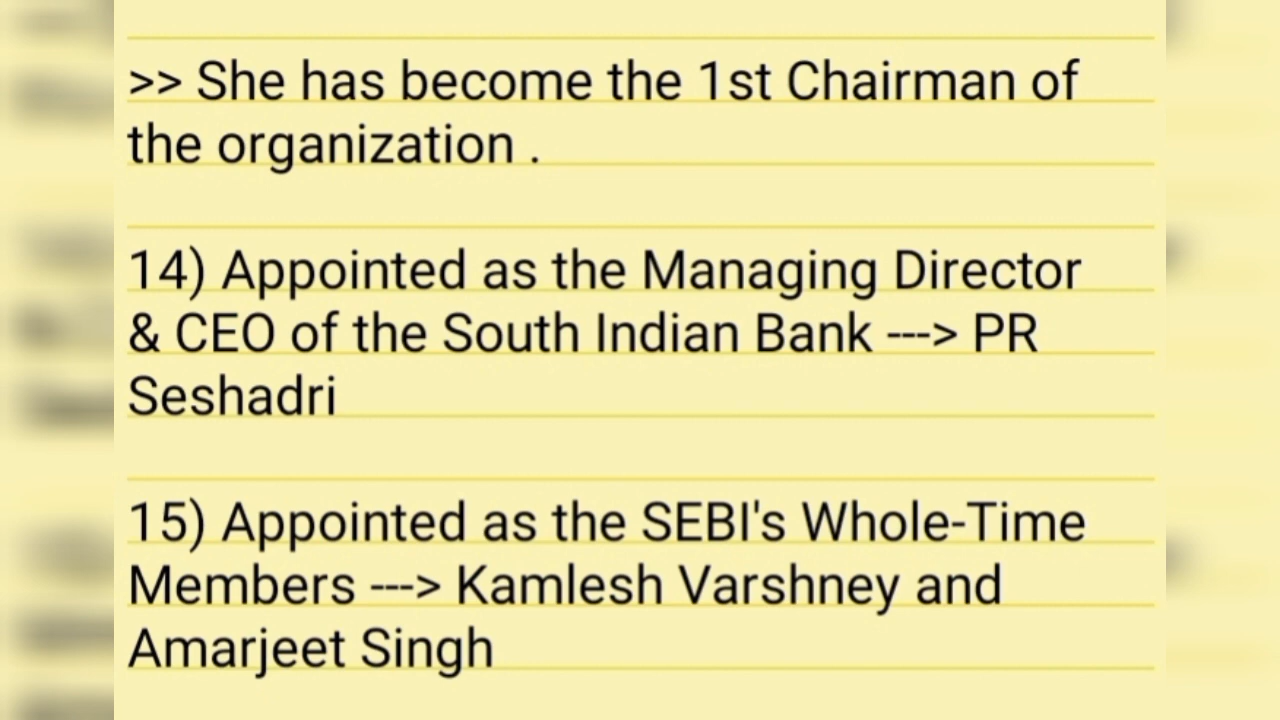 >> She has become the 1st Chairman of
the organization .
14) Appointed as the Managing Director
& CEO of the South Indian Bank ---> PR
Seshadri
15) Appointed as the SEBI's Whole-Time
Members ---> Kamlesh Varshney and
Amarjeet Singh